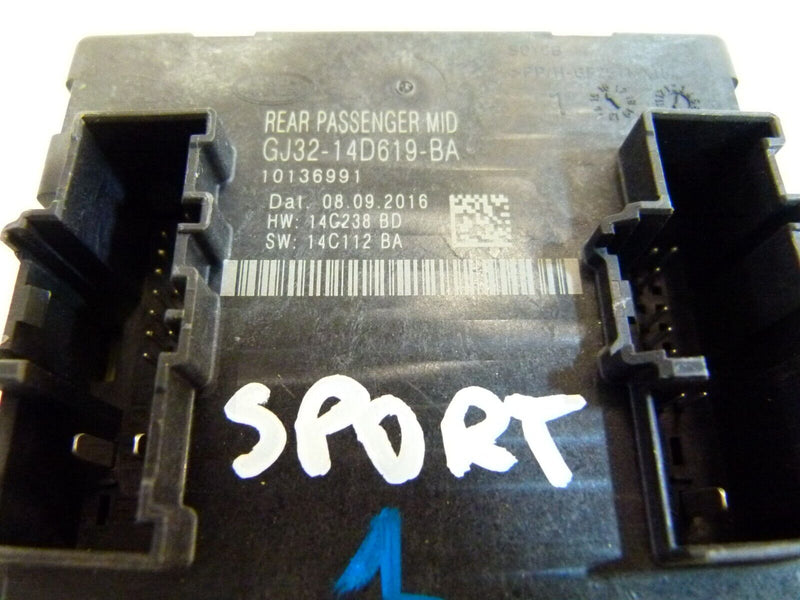 REAR PASSENGER MID
GJ32-14D619-BA
10136991
Dat. 08.09.2016
HW: 14C238 BD
SW: 14C112 BA
SPORT
1